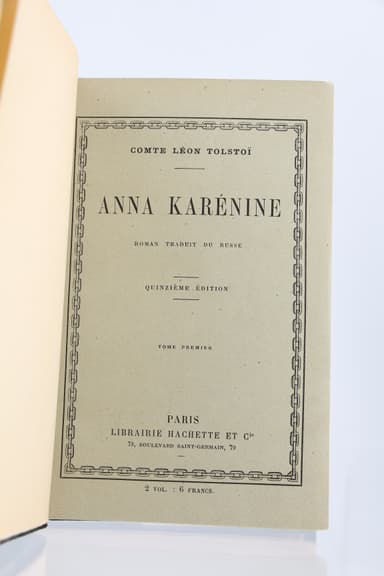 COMTE LÉON TOLSTOÏ
ANNA KARÉNINE
ROMAN TRADUIT DU RUSSE
QUINZIÈME ÉDITION
TOME PREMIER
PARIS
LIBRAIRIE HACHETTE ET Cie
79, BOULEVARD SAINT-GERMAIN, 79
2 VOL. : 6 FRANCS.